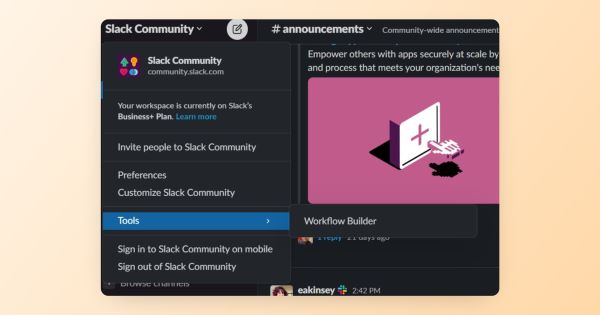 Slack Community
# announcements
Community-wide announcement
Slack Community
community.slack.com
Empower others with apps securely at scale by
and process that meets your organization's nee
Your workspace is currently on Slack's
Business+ Plan. Learn more
Invite people to Slack Community
Preferences
Customize Slack Community
Tools
Workflow Builder
1 reply 21 days ago
Sign in to Slack Community on mobile
Sign out of Slack Community
Browse channels
eakinsey
2:42 PM